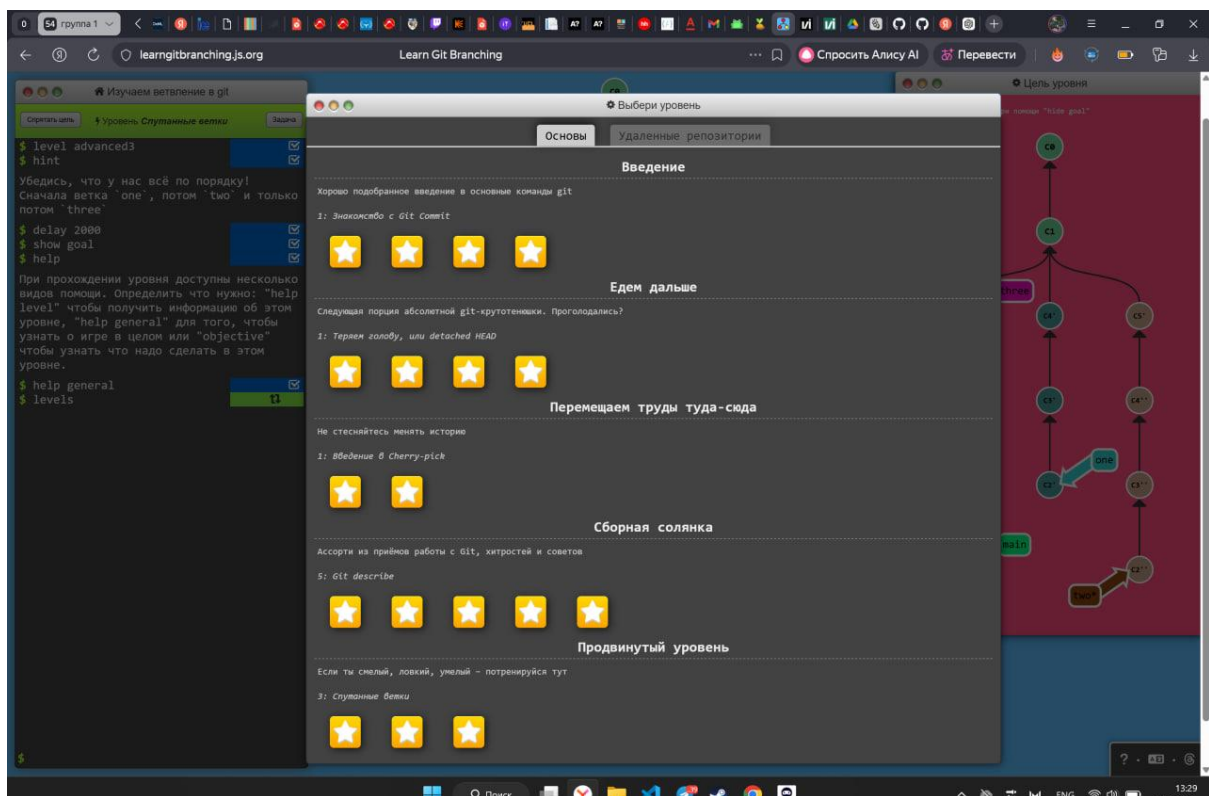 0 54 группа 1
learngitbranching.js.org Learn Git Branching Спросить Алису AI Перевести
Изучаем ветвление в git
Спрятать цель Уровень Спутанные ветки Задача
$ level advanced3
$ hint
Убедись, что у нас всё по порядку!
Сначала ветка `one`, потом `two` и только
потом `three`
$ delay 2000
$ show goal
$ help
При прохождении уровня доступны несколько
видов помощи. Определить что нужно: "help
level" чтобы получить информацию об этом
уровне, "help general" для того, чтобы
узнать о игре в целом или "objective"
чтобы узнать что надо сделать в этом
уровне.
$ help general
$ levels
$
Выбери уровень
Основы Удаленные репозитории
Введение
Хорошо подобранное введение в основные команды git
1: Знакомство с Git Commit
Едем дальше
Следующая порция абсолютной git-крутотенюшки. Проголодались?
1: Теряем голову, или detached HEAD
Перемещаем труды туда-сюда
Не стесняйтесь менять историю
1: Введение в Cherry-pick
Сборная солянка
Ассорти из приёмов работы с Git, хитростей и советов
5: Git describe
Продвинутый уровень
Если ты смелый, ловкий, умелый – потренируйся тут
3: Спутанные ветки
Цель уровня
при помощи "hide goal"
C0
C1
three
C4' C5'
C3' C4''
one
C2' C3''
main
C2''
two*
Поиск
ENG 13:29